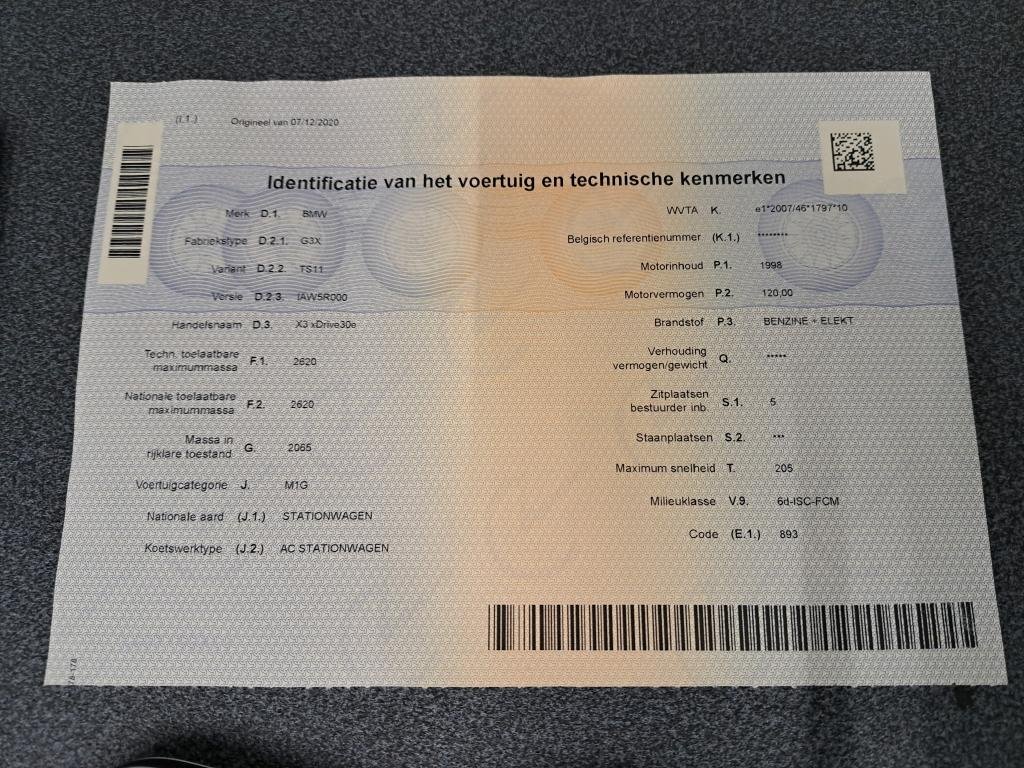 (I.1.) Origineel van 07/12/2020
Identificatie van het voertuig en technische kenmerken
Merk D.1. BMW
Fabriekstype D.2.1. G3X
Variant D.2.2. TS11
Versie D.2.3. IAW5R000
Handelsnaam D.3. X3 xDrive30e
Techn. toelaatbare
maximummassa F.1. 2620
Nationale toelaatbare
maximummassa F.2. 2620
Massa in
rijklare toestand G. 2065
Voertuigcategorie J. M1G
Nationale aard (J.1.) STATIONWAGEN
Koetswerktype (J.2.) AC STATIONWAGEN
WVTA K. e1*2007/46*1797*10
Belgisch referentienummer (K.1.) ********
Motorinhoud P.1. 1998
Motorvermogen P.2. 120,00
Brandstof P.3. BENZINE + ELEKT
Verhouding
vermogen/gewicht Q. *****
Zitplaatsen
bestuurder inb. S.1. 5
Staanplaatsen S.2. ***
Maximum snelheid T. 205
Milieuklasse V.9. 6d-ISC-FCM
Code (E.1.) 893